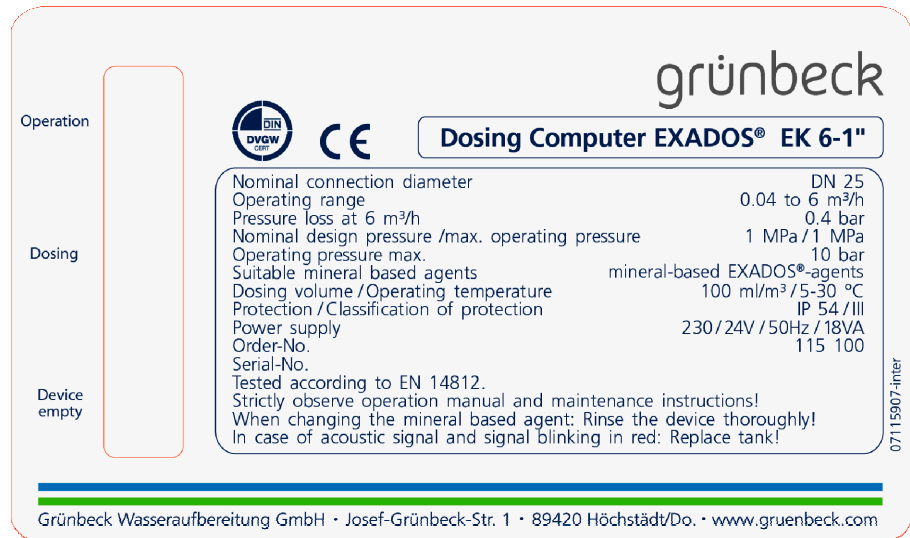 grünbeck
Operation
DIN
DVGW
CERT
CE
Dosing Computer EXADOS® EK 6-1"
Nominal connection diameter DN 25
Operating range 0.04 to 6 m³/h
Pressure loss at 6 m³/h 0.4 bar
Nominal design pressure /max. operating pressure 1 MPa/1 MPa
Operating pressure max. 10 bar
Suitable mineral based agents mineral-based EXADOS®-agents
Dosing volume/Operating temperature 100 ml/m³/5-30 °C
Protection/Classification of protection IP 54/III
Power supply 230/24V/50Hz/18VA
Order-No. 115 100
Serial-No.
Tested according to EN 14812.
Strictly observe operation manual and maintenance instructions!
When changing the mineral based agent: Rinse the device thoroughly!
In case of acoustic signal and signal blinking in red: Replace tank!
Dosing
Device
empty
07115907-inter
Grünbeck Wasseraufbereitung GmbH · Josef-Grünbeck-Str. 1 · 89420 Höchstädt/Do. · www.gruenbeck.com